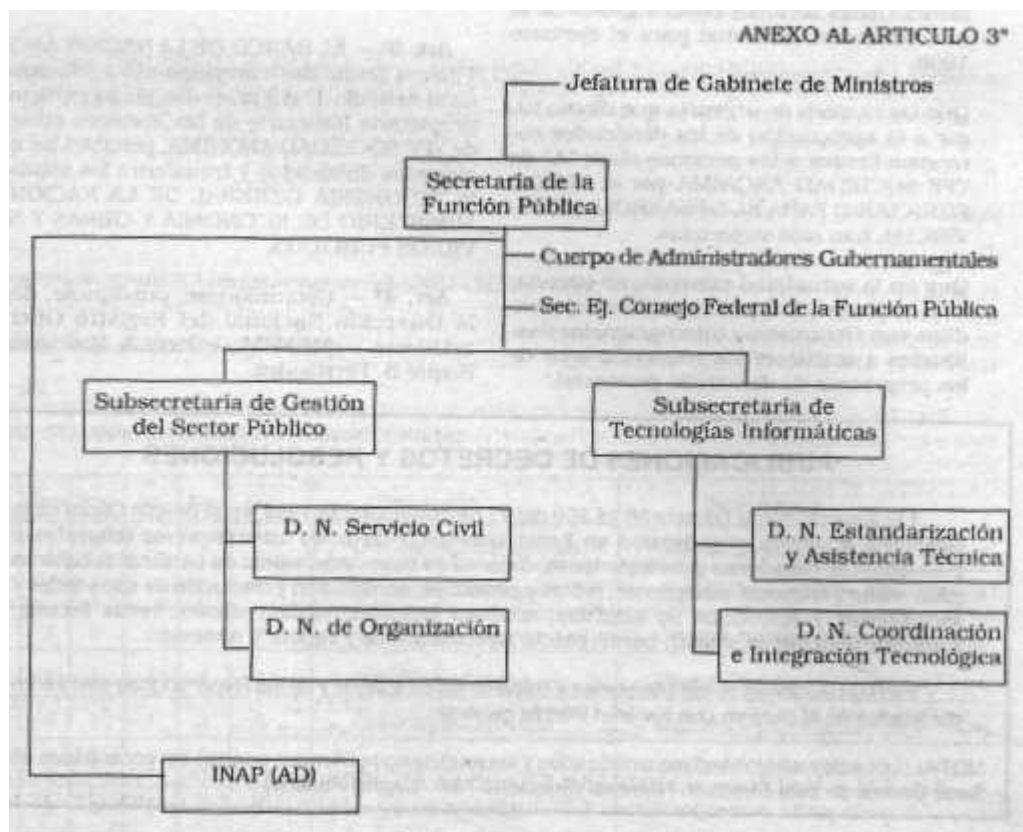 ANEXO AL ARTICULO 3°
Jefatura de Gabinete de Ministros
Secretaría de la
Función Pública
Cuerpo de Administradores Gubernamentales
Sec. Ej. Consejo Federal de la Función Pública
Subsecretaría de Gestión
del Sector Público
Subsecretaría de
Tecnologías Informáticas
D. N. Servicio Civil
D. N. Estandarización
y Asistencia Técnica
D. N. de Organización
D. N. Coordinación
e Integración Tecnológica
INAP (AD)